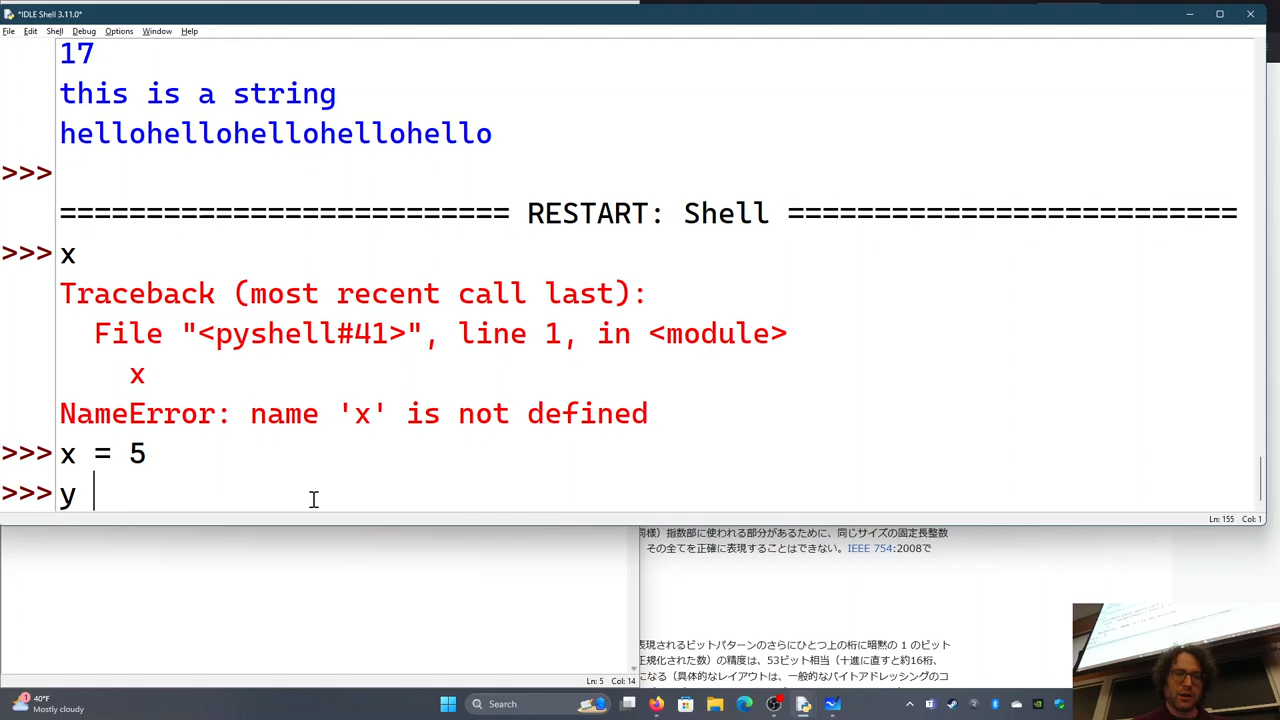 *IDLE Shell 3.11.0*
File Edit Shell Debug Options Window Help
17
this is a string
hellohellohellohellohello
>>>
========================== RESTART: Shell ==========================
>>> x
Traceback (most recent call last):
  File "<pyshell#41>", line 1, in <module>
    x
NameError: name 'x' is not defined
>>> x = 5
>>> y
Ln: 155 Col: 1
指数部に使われる部分があるために、同じサイズの固定長整数
その全てを正確に表現することはできない。IEEE 754:2008で
表現されるビットパターンのさらにひとつ上の桁に暗黙の 1 のビット
正規化された数）の精度は、53ビット相当（十進に直すと約16桁、
になる（具体的なレイアウトは、一般的なバイトアドレッシングのコ
Ln: 5 Col: 14
40°F
Mostly cloudy
Search